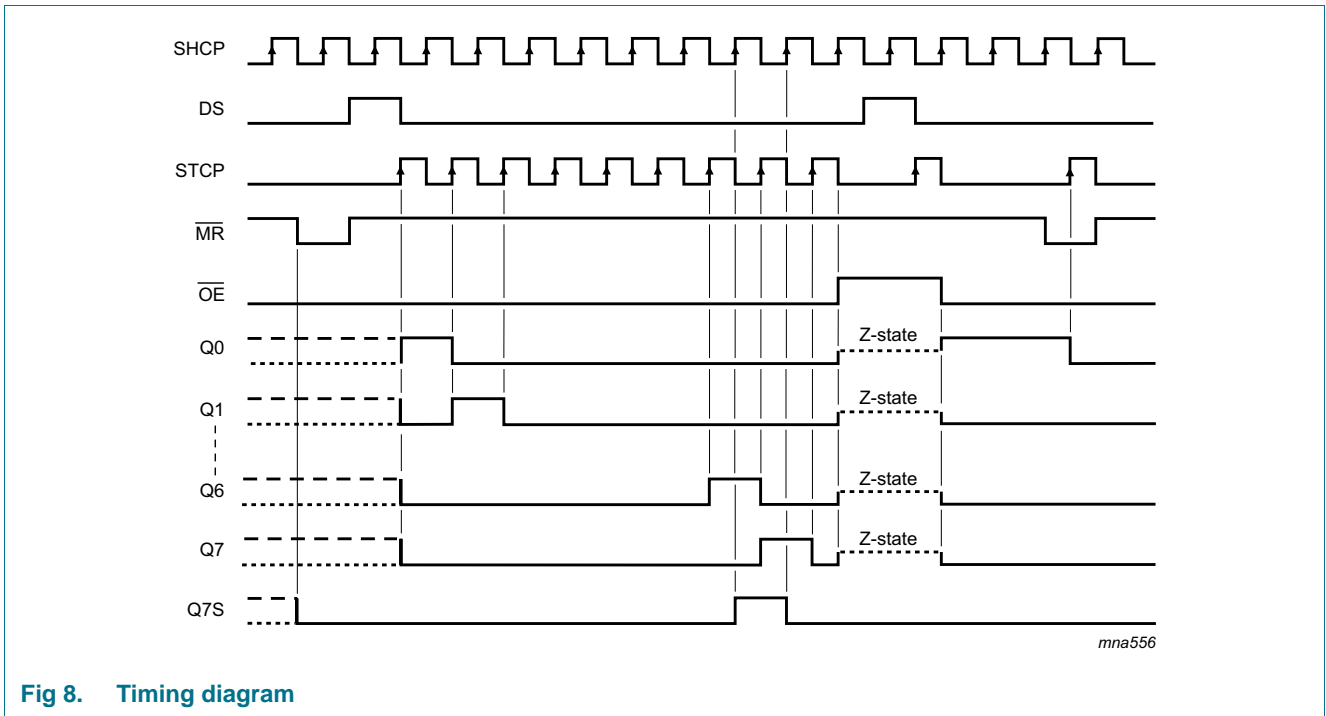 SHCP
DS
STCP
MR
OE
Q0
Z-state
Q1
Z-state
Q6
Z-state
Q7
Z-state
Q7S
mna556
Fig 8. Timing diagram